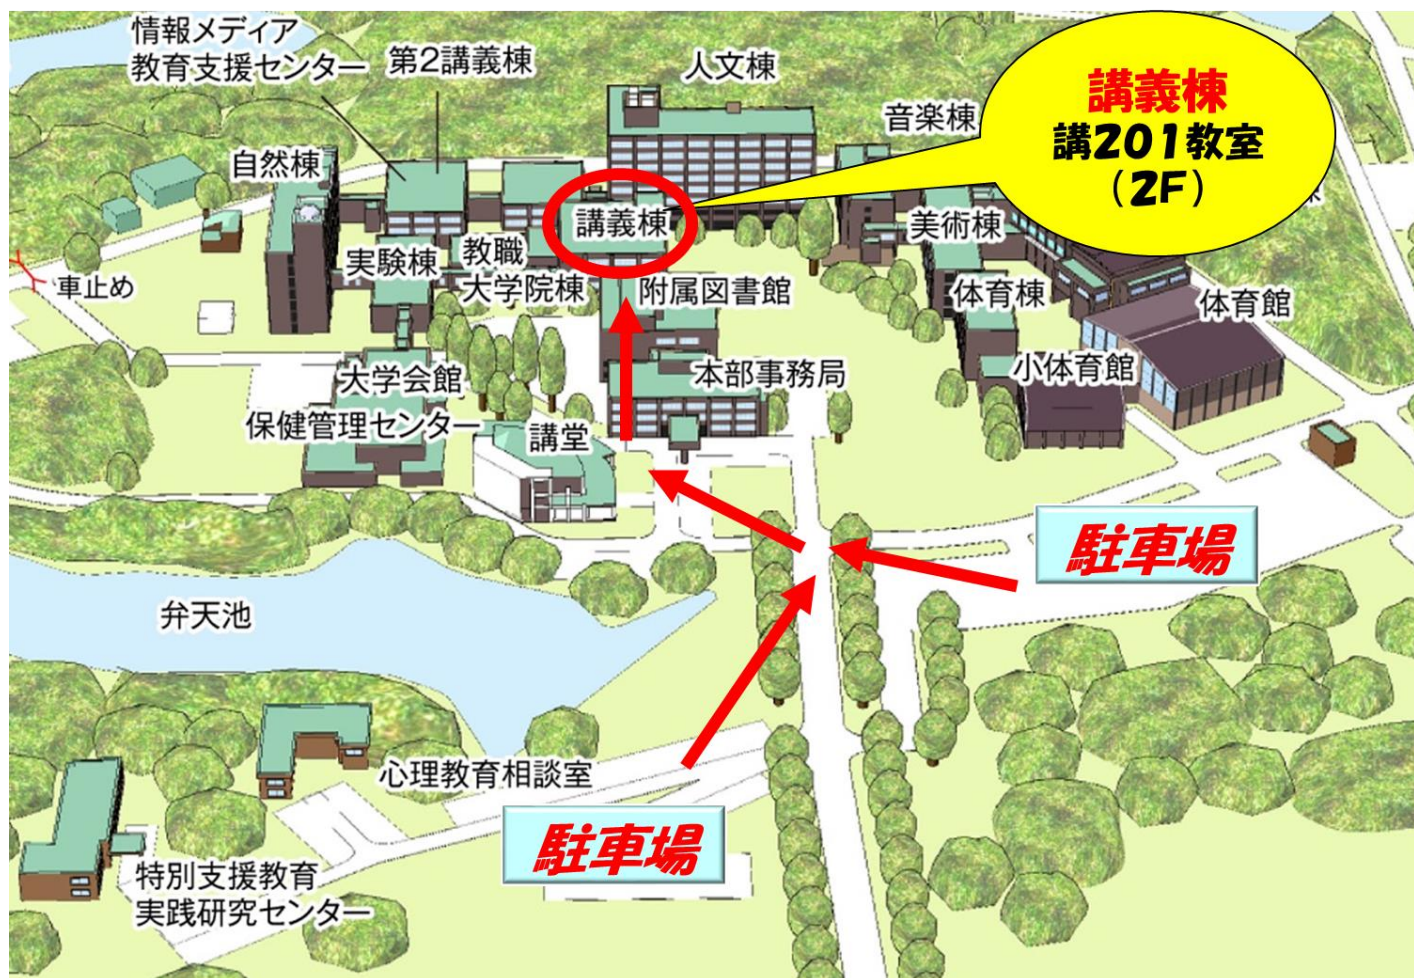 情報メディア
教育支援センター
第2講義棟
人文棟
音楽棟
講義棟
講201教室
（2F）
自然棟
講義棟
美術棟
棟
実験棟
教職
大学院棟
車止め
附属図書館
体育棟
体育館
大学会館
本部事務局
小体育館
保健管理センター
講堂
駐車場
弁天池
心理教育相談室
駐車場
特別支援教育
実践研究センター